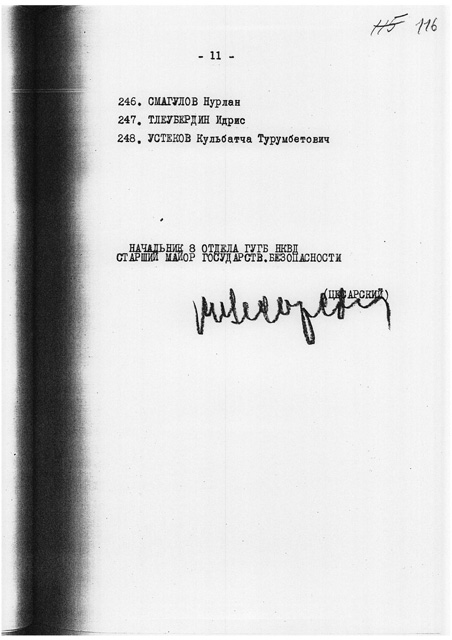 115 116
- 11 -
246. СМАГУЛОВ Нурлан
247. ТЛЕУБЕРДИН Идрис
248. УСТЕКОВ Кульбатча Турумбетович
НАЧАЛЬНИК 8 ОТДЕЛА ГУГБ НКВД
СТАРШИЙ МАЙОР ГОСУДАРСТВ.БЕЗОПАСНОСТИ
(ЦЕСАРСКИЙ)